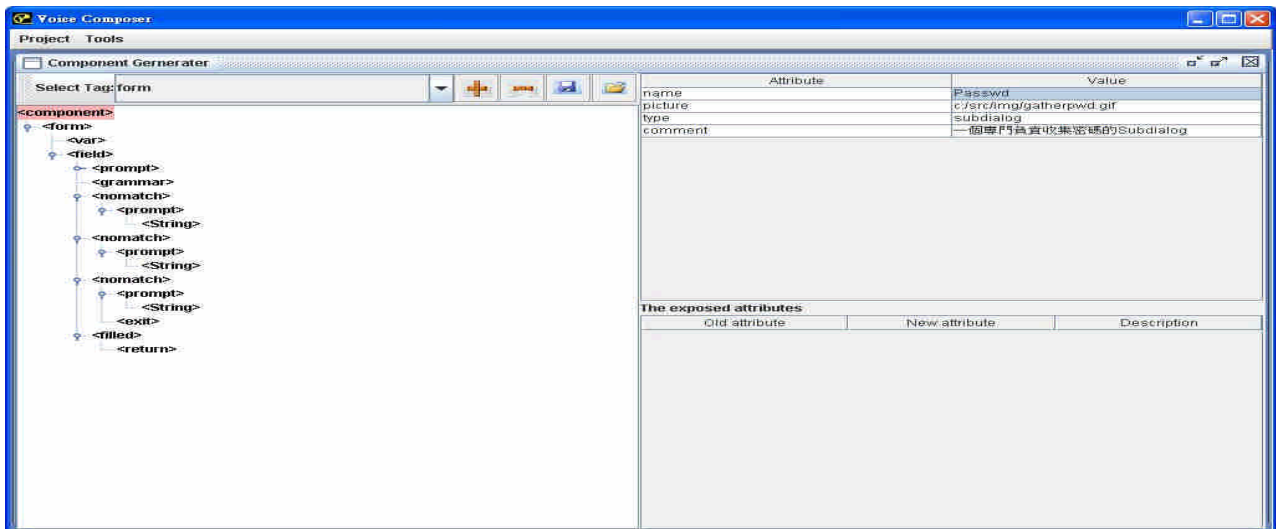 Voice Composer
Project Tools
Component Gernerater
Select Tag: form
<component>
<form>
<var>
<field>
<prompt>
<grammar>
<nomatch>
<prompt>
<String>
<nomatch>
<prompt>
<String>
<nomatch>
<prompt>
<String>
<exit>
<filled>
<return>
Attribute Value
name Passwd
picture c:/src/img/gatherpwd.gif
type subdialog
comment 一個專門負責收集密碼的Subdialog
The exposed attributes
Old attribute New attribute Description